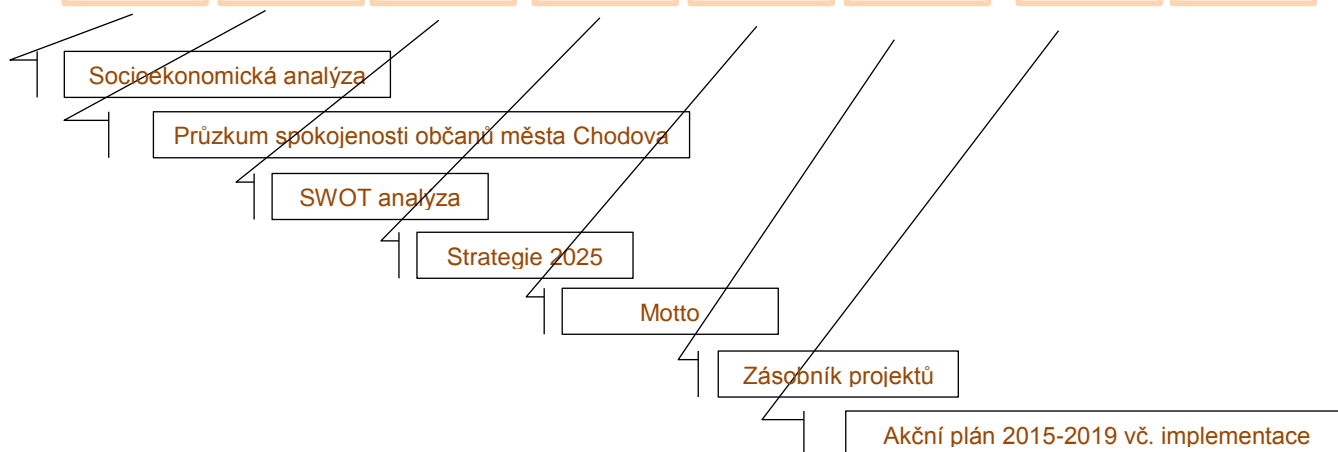 Socioekonomická analýza
Průzkum spokojenosti občanů města Chodova
SWOT analýza
Strategie 2025
Motto
Zásobník projektů
Akční plán 2015-2019 vč. implementace